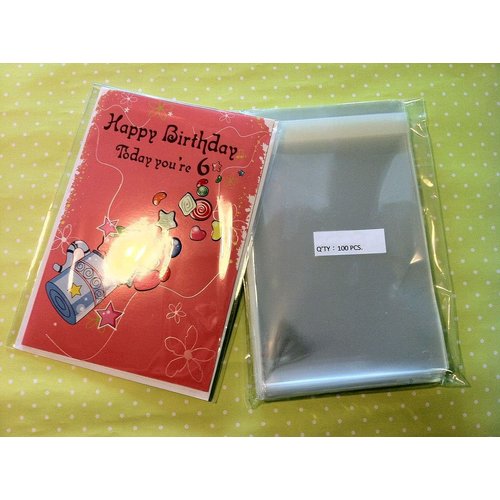 Happy Birthday
Today you're 6
Q'TY : 100 PCS.